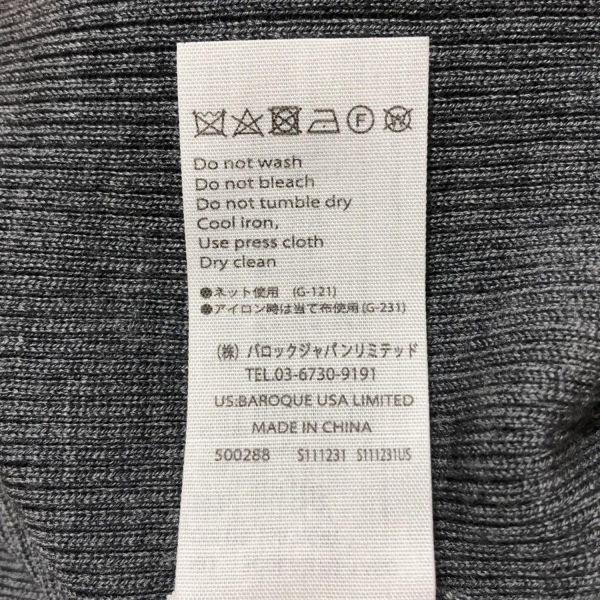 F W
Do not wash
Do not bleach
Do not tumble dry
Cool iron,
Use press cloth
Dry clean
●ネット使用 (G-121)
●アイロン時は当て布使用(G-231)
(株) バロックジャパンリミテッド
TEL.03-6730-9191
US:BAROQUE USA LIMITED
MADE IN CHINA
500288 S111231 S111231US